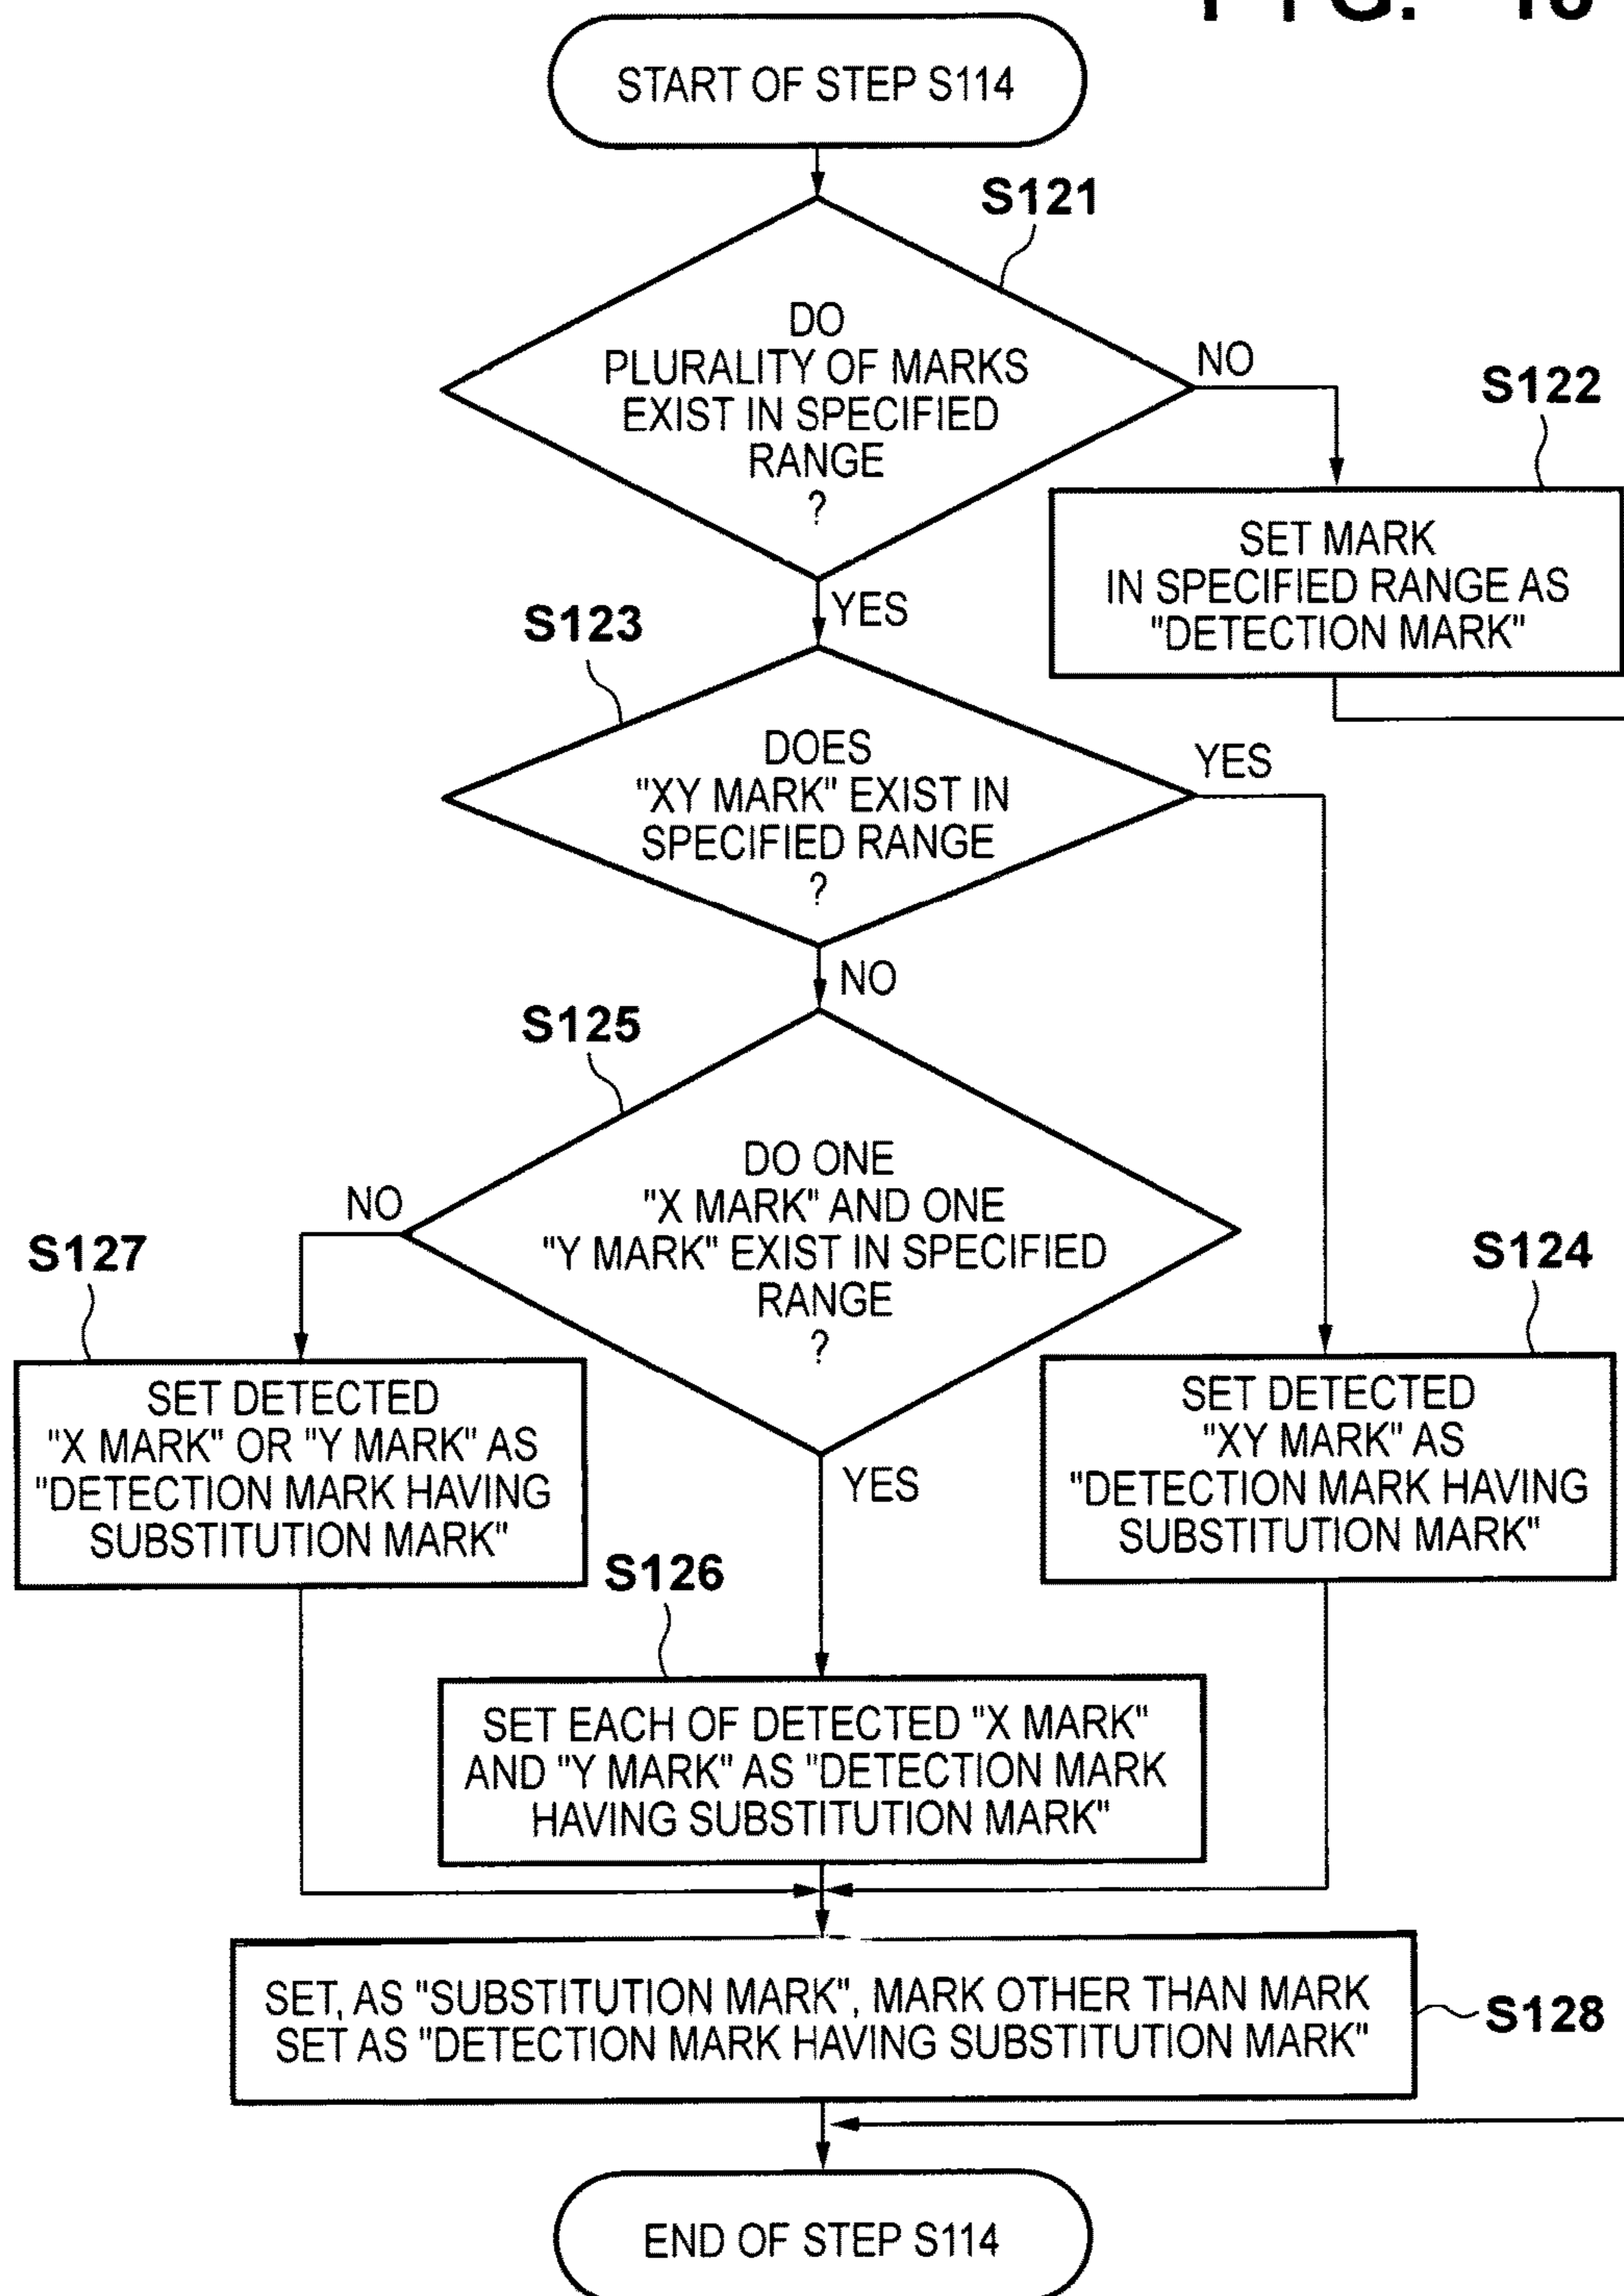 START OF STEP S114
S121
DO
PLURALITY OF MARKS
EXIST IN SPECIFIED
RANGE
?
NO
S122
SET MARK
IN SPECIFIED RANGE AS
"DETECTION MARK"
YES
S123
DOES
"XY MARK" EXIST IN
SPECIFIED RANGE
?
YES
NO
S125
DO ONE
"X MARK" AND ONE
"Y MARK" EXIST IN SPECIFIED
RANGE
?
NO
S127
SET DETECTED
"X MARK" OR "Y MARK" AS
"DETECTION MARK HAVING
SUBSTITUTION MARK"
YES
S124
SET DETECTED
"XY MARK" AS
"DETECTION MARK HAVING
SUBSTITUTION MARK"
S126
SET EACH OF DETECTED "X MARK"
AND "Y MARK" AS "DETECTION MARK
HAVING SUBSTITUTION MARK"
SET, AS "SUBSTITUTION MARK", MARK OTHER THAN MARK
SET AS "DETECTION MARK HAVING SUBSTITUTION MARK"
S128
END OF STEP S114